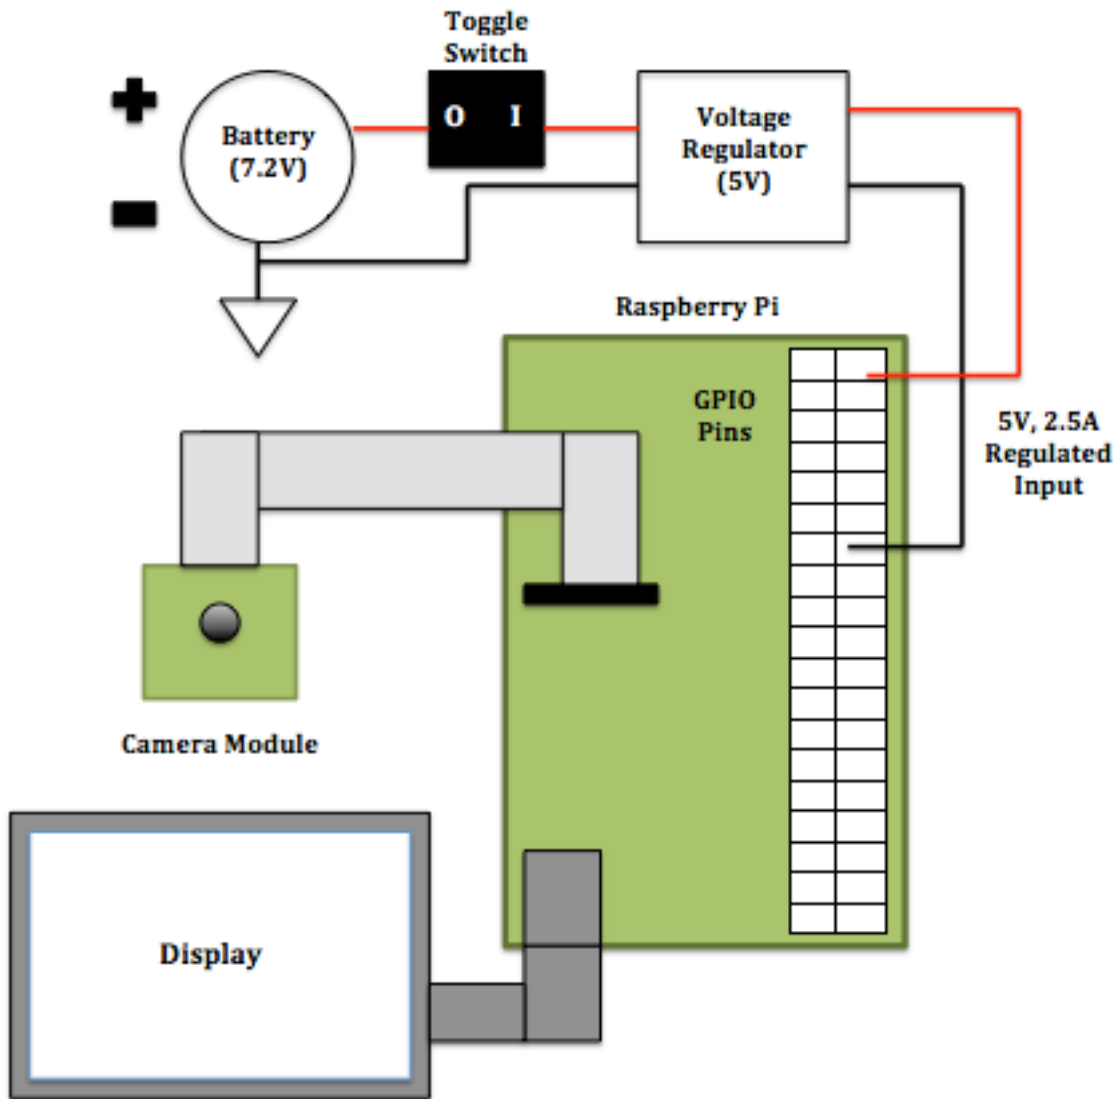 Toggle
Switch
O I
Battery
(7.2V)
Voltage
Regulator
(5V)
Raspberry Pi
GPIO
Pins
5V, 2.5A
Regulated
Input
Camera Module
Display